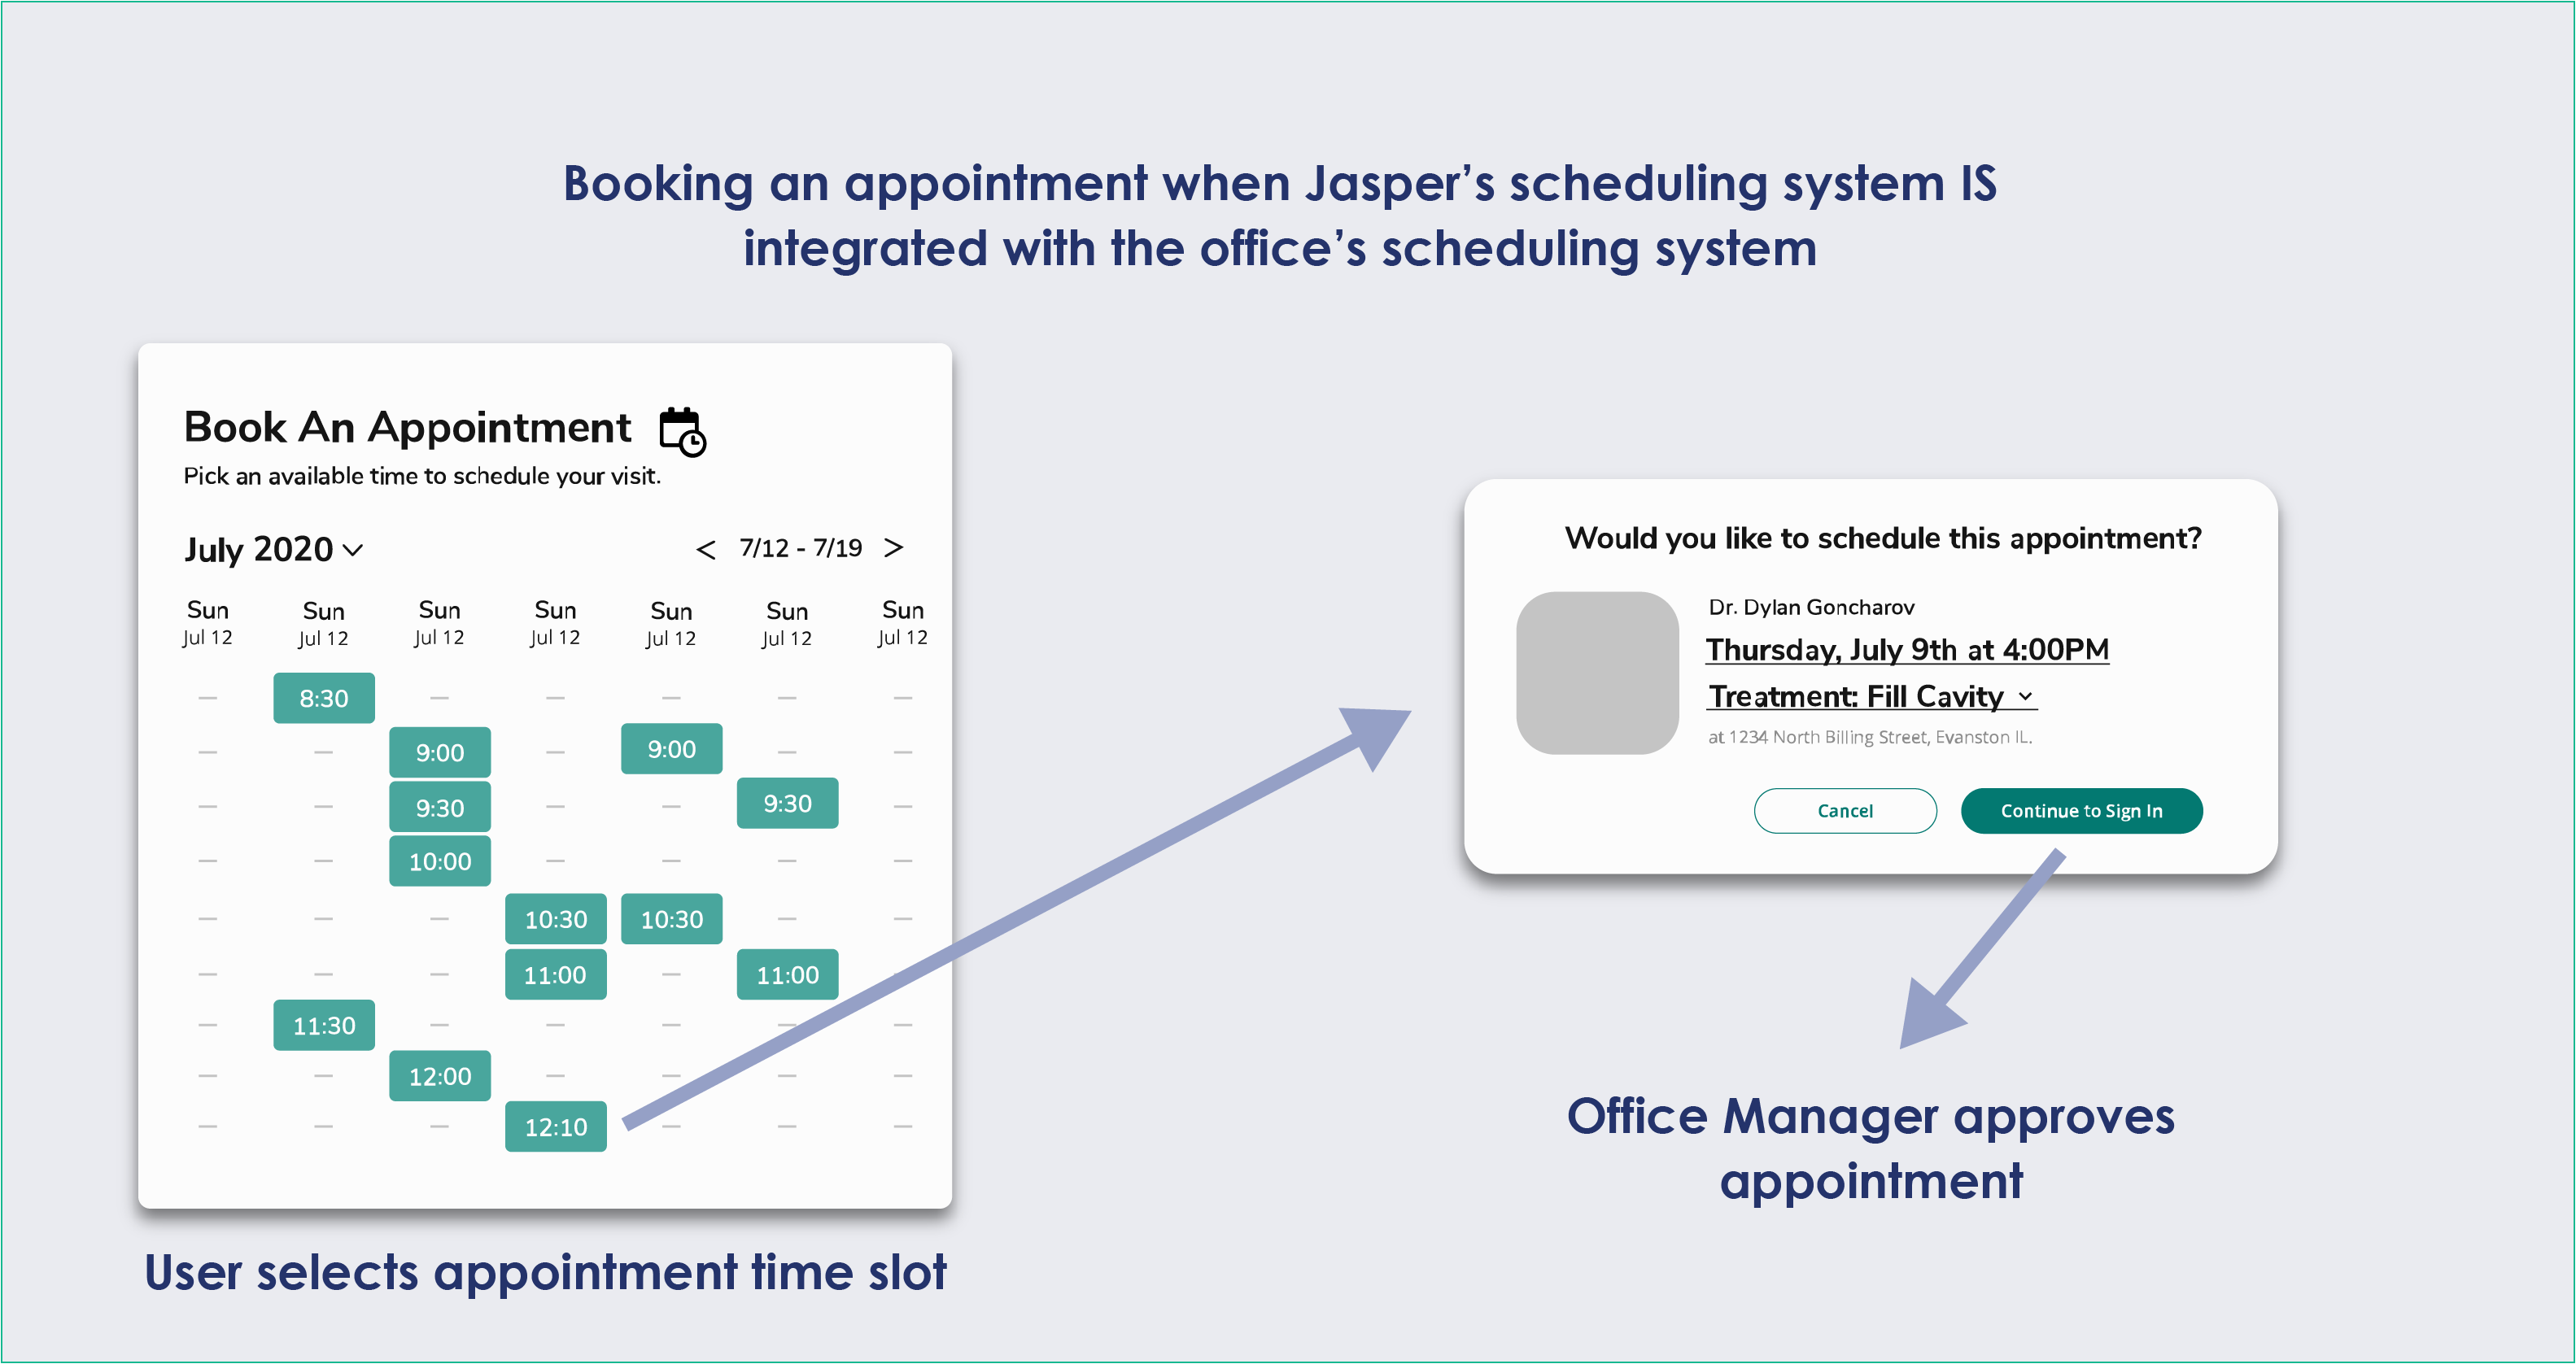 Booking an appointment when Jasper’s scheduling system IS
integrated with the office’s scheduling system
Book An Appointment
Pick an available time to schedule your visit.
July 2020
< 7/12 - 7/19 >
Sun Sun Sun Sun Sun Sun Sun
Jul 12 Jul 12 Jul 12 Jul 12 Jul 12 Jul 12 Jul 12
– 8:30 – – – – –
– – 9:00 – 9:00 – –
– – 9:30 – – 9:30 –
– – 10:00 – – – –
– – – 10:30 10:30 – –
– – – 11:00 – 11:00 –
– 11:30 – – – – –
– – 12:00 – – – –
– – – 12:10 – – –
User selects appointment time slot
Would you like to schedule this appointment?
Dr. Dylan Goncharov
Thursday, July 9th at 4:00PM
Treatment: Fill Cavity
at 1234 North Billing Street, Evanston IL.
Cancel Continue to Sign In
Office Manager approves
appointment